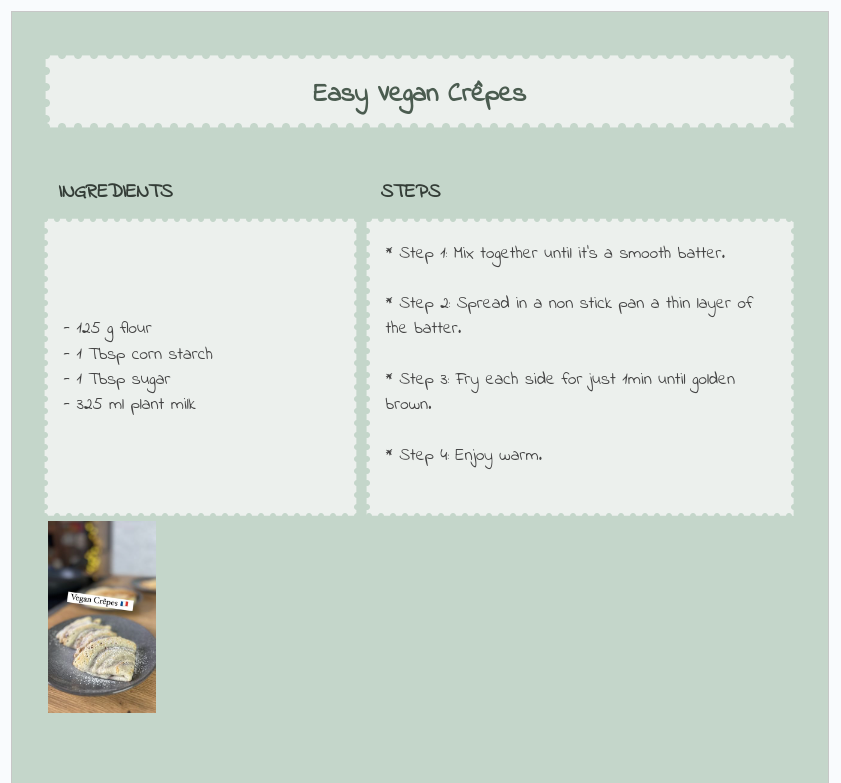 Easy Vegan Crêpes
INGREDIENTS
- 125 g flour
- 1 Tbsp corn starch
- 1 Tbsp sugar
- 325 ml plant milk
STEPS
* Step 1: Mix together until it's a smooth batter.
* Step 2: Spread in a non stick pan a thin layer of
the batter.
* Step 3: Fry each side for just 1min until golden
brown.
* Step 4: Enjoy warm.
Vegan Crêpes 🇫🇷